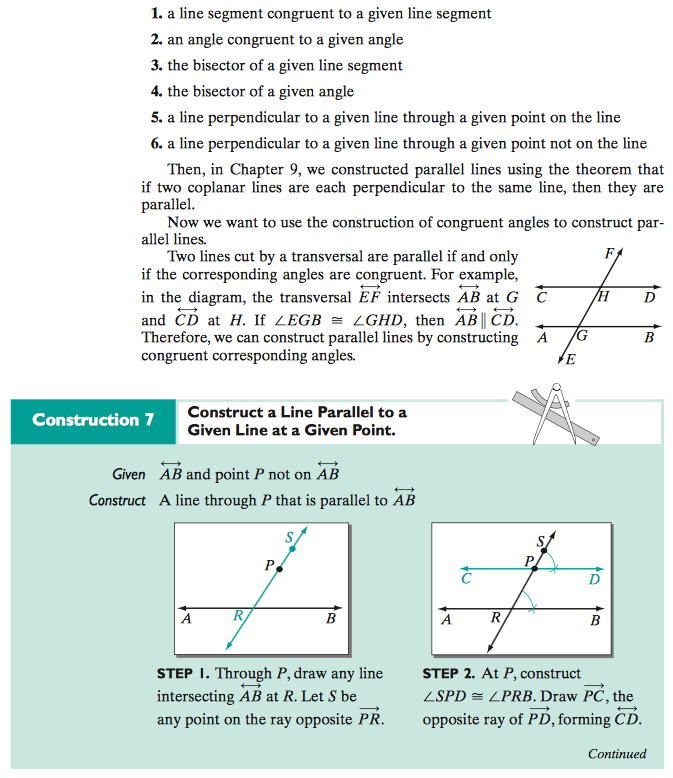 1. a line segment congruent to a given line segment
2. an angle congruent to a given angle
3. the bisector of a given line segment
4. the bisector of a given angle
5. a line perpendicular to a given line through a given point on the line
6. a line perpendicular to a given line through a given point not on the line
Then, in Chapter 9, we constructed parallel lines using the theorem that
if two coplanar lines are each perpendicular to the same line, then they are
parallel.
Now we want to use the construction of congruent angles to construct par-
allel lines.
Two lines cut by a transversal are parallel if and only
if the corresponding angles are congruent. For example,
in the diagram, the transversal \overleftrightarrow{EF} intersects \overleftrightarrow{AB} at G
and \overleftrightarrow{CD} at H. If ∠EGB ≅ ∠GHD, then \overleftrightarrow{AB} ∥ \overleftrightarrow{CD}.
Therefore, we can construct parallel lines by constructing
congruent corresponding angles.
F
C H D
A G B
E
Construction 7
Construct a Line Parallel to a
Given Line at a Given Point.
Given \overleftrightarrow{AB} and point P not on \overleftrightarrow{AB}
Construct A line through P that is parallel to \overleftrightarrow{AB}
S
P
A R B
STEP 1. Through P, draw any line
intersecting \overleftrightarrow{AB} at R. Let S be
any point on the ray opposite \overrightarrow{PR}.
S
P
C D
A R B
STEP 2. At P, construct
∠SPD ≅ ∠PRB. Draw \overrightarrow{PC}, the
opposite ray of \overrightarrow{PD}, forming \overleftrightarrow{CD}.
Continued